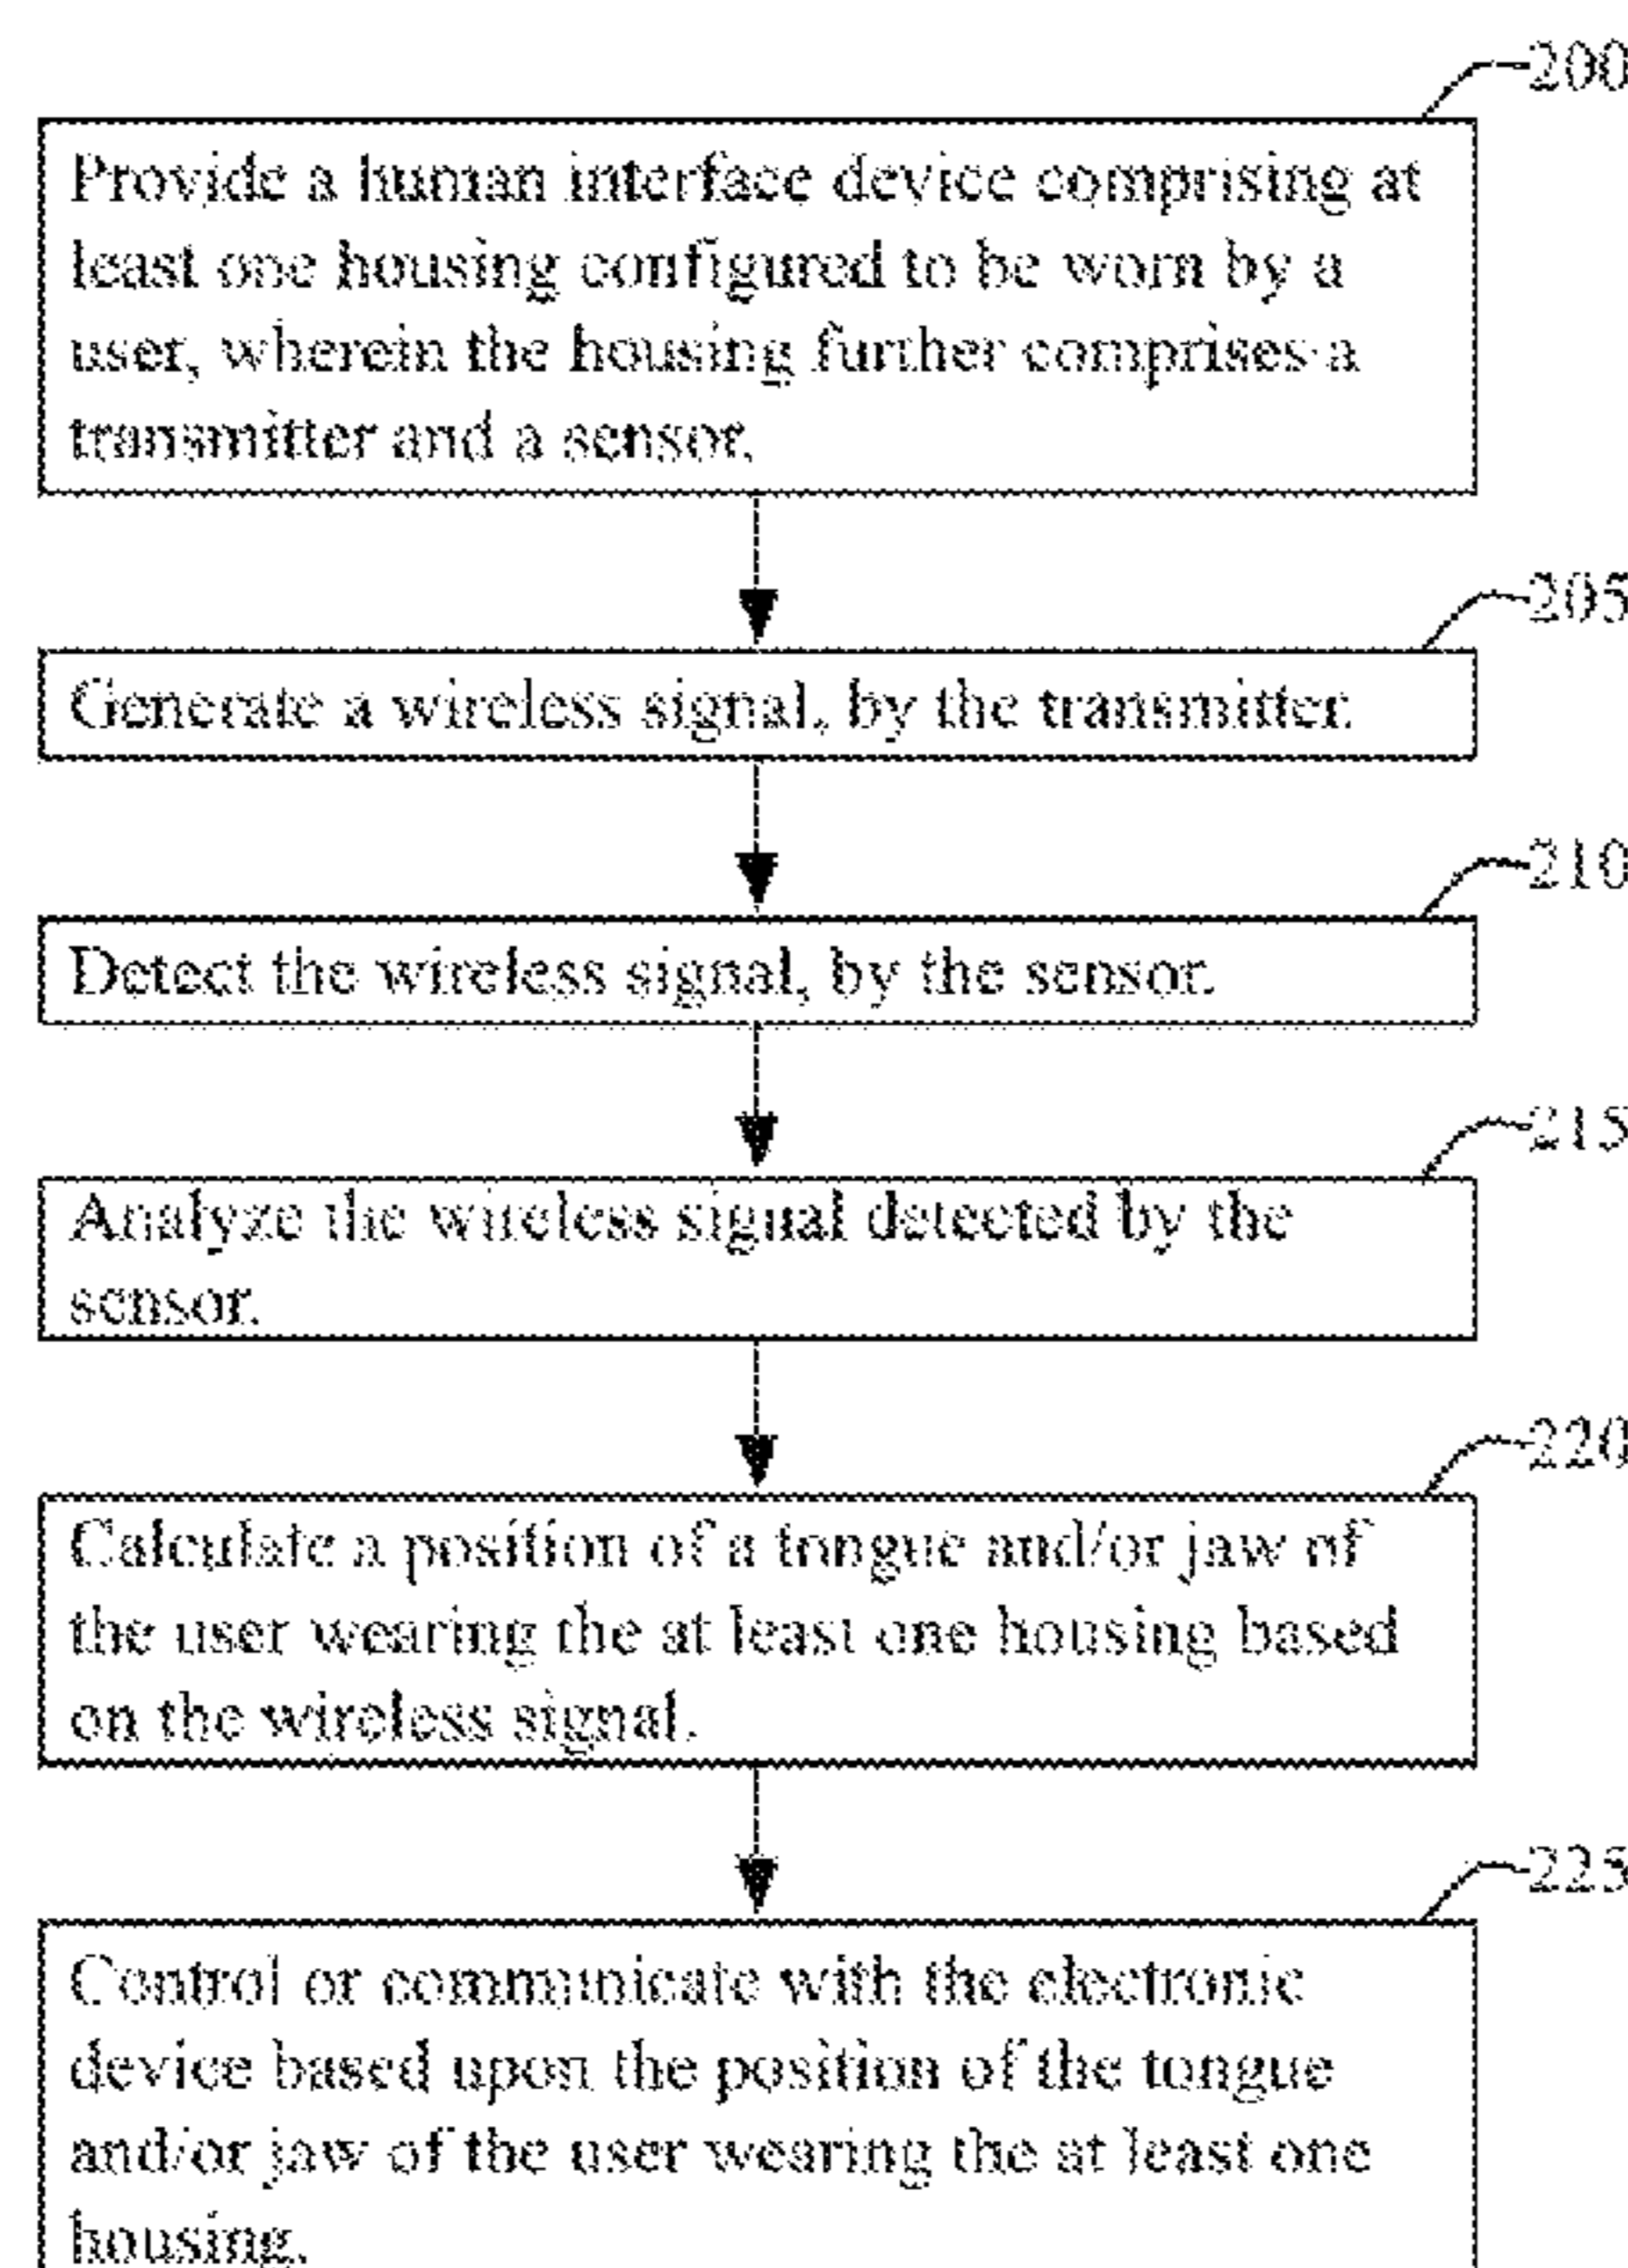 200
Provide a human interface device comprising at
least one housing configured to be worn by a
user, wherein the housing further comprises a
transmitter and a sensor.
205
Generate a wireless signal, by the transmitter.
210
Detect the wireless signal, by the sensor.
215
Analyze the wireless signal detected by the
sensor.
220
Calculate a position of a tongue and/or jaw of
the user wearing the at least one housing based
on the wireless signal.
225
Control or communicate with the electronic
device based upon the position of the tongue
and/or jaw of the user wearing the at least one
housing.